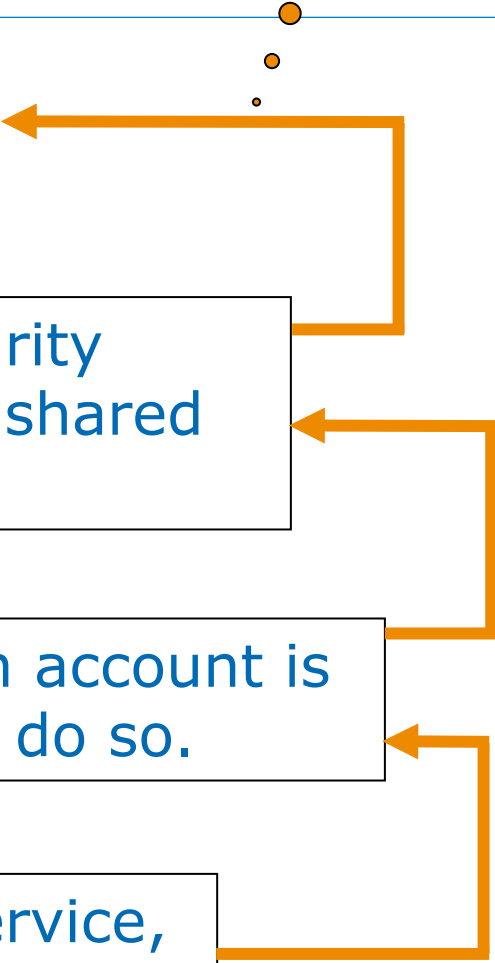 rity
shared
account is
do so.
ervice,